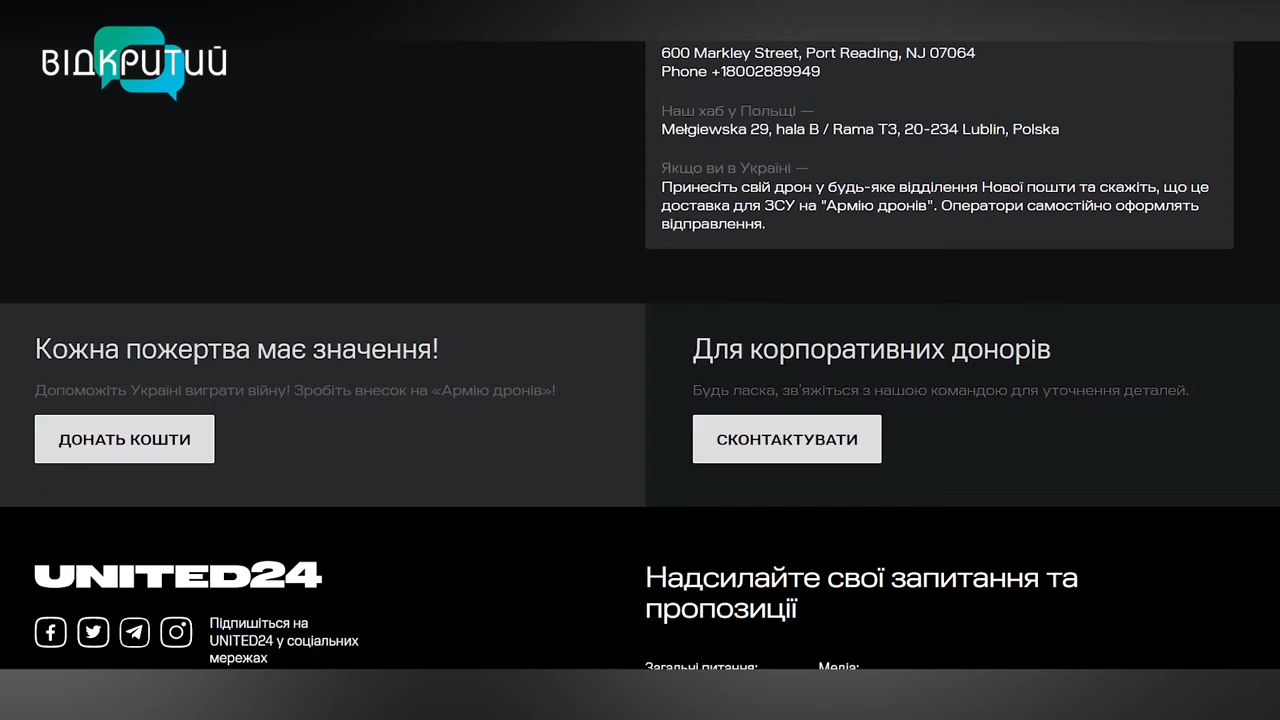 ВІДКРИТИЙ
600 Markley Street, Port Reading, NJ 07064
Phone +18002889949
Наш хаб у Польщі —
Mełgiewska 29, hala B / Rama T3, 20-234 Lublin, Polska
Якщо ви в Україні —
Принесіть свій дрон у будь-яке відділення Нової пошти та скажіть, що це
доставка для ЗСУ на "Армію дронів". Оператори самостійно оформлять
відправлення.
Кожна пожертва має значення!
Допоможіть Україні виграти війну! Зробіть внесок на «Армію дронів»!
ДОНАТЬ КОШТИ
Для корпоративних донорів
Будь ласка, зв’яжіться з нашою командою для уточнення деталей.
СКОНТАКТУВАТИ
UNITED24
Підпишіться на
UNITED24 у соціальних
мережах
Надсилайте свої запитання та
пропозиції
Загальні питання:
Медіа: